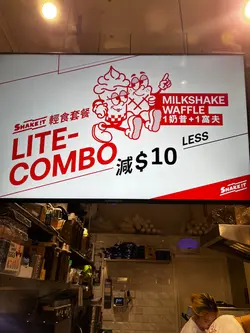 SHAKE IT 輕食套餐
LITE-
COMBO
MILKSHAKE
WAFFLE
1奶昔+1窩夫
減$10 LESS
SHAKE IT